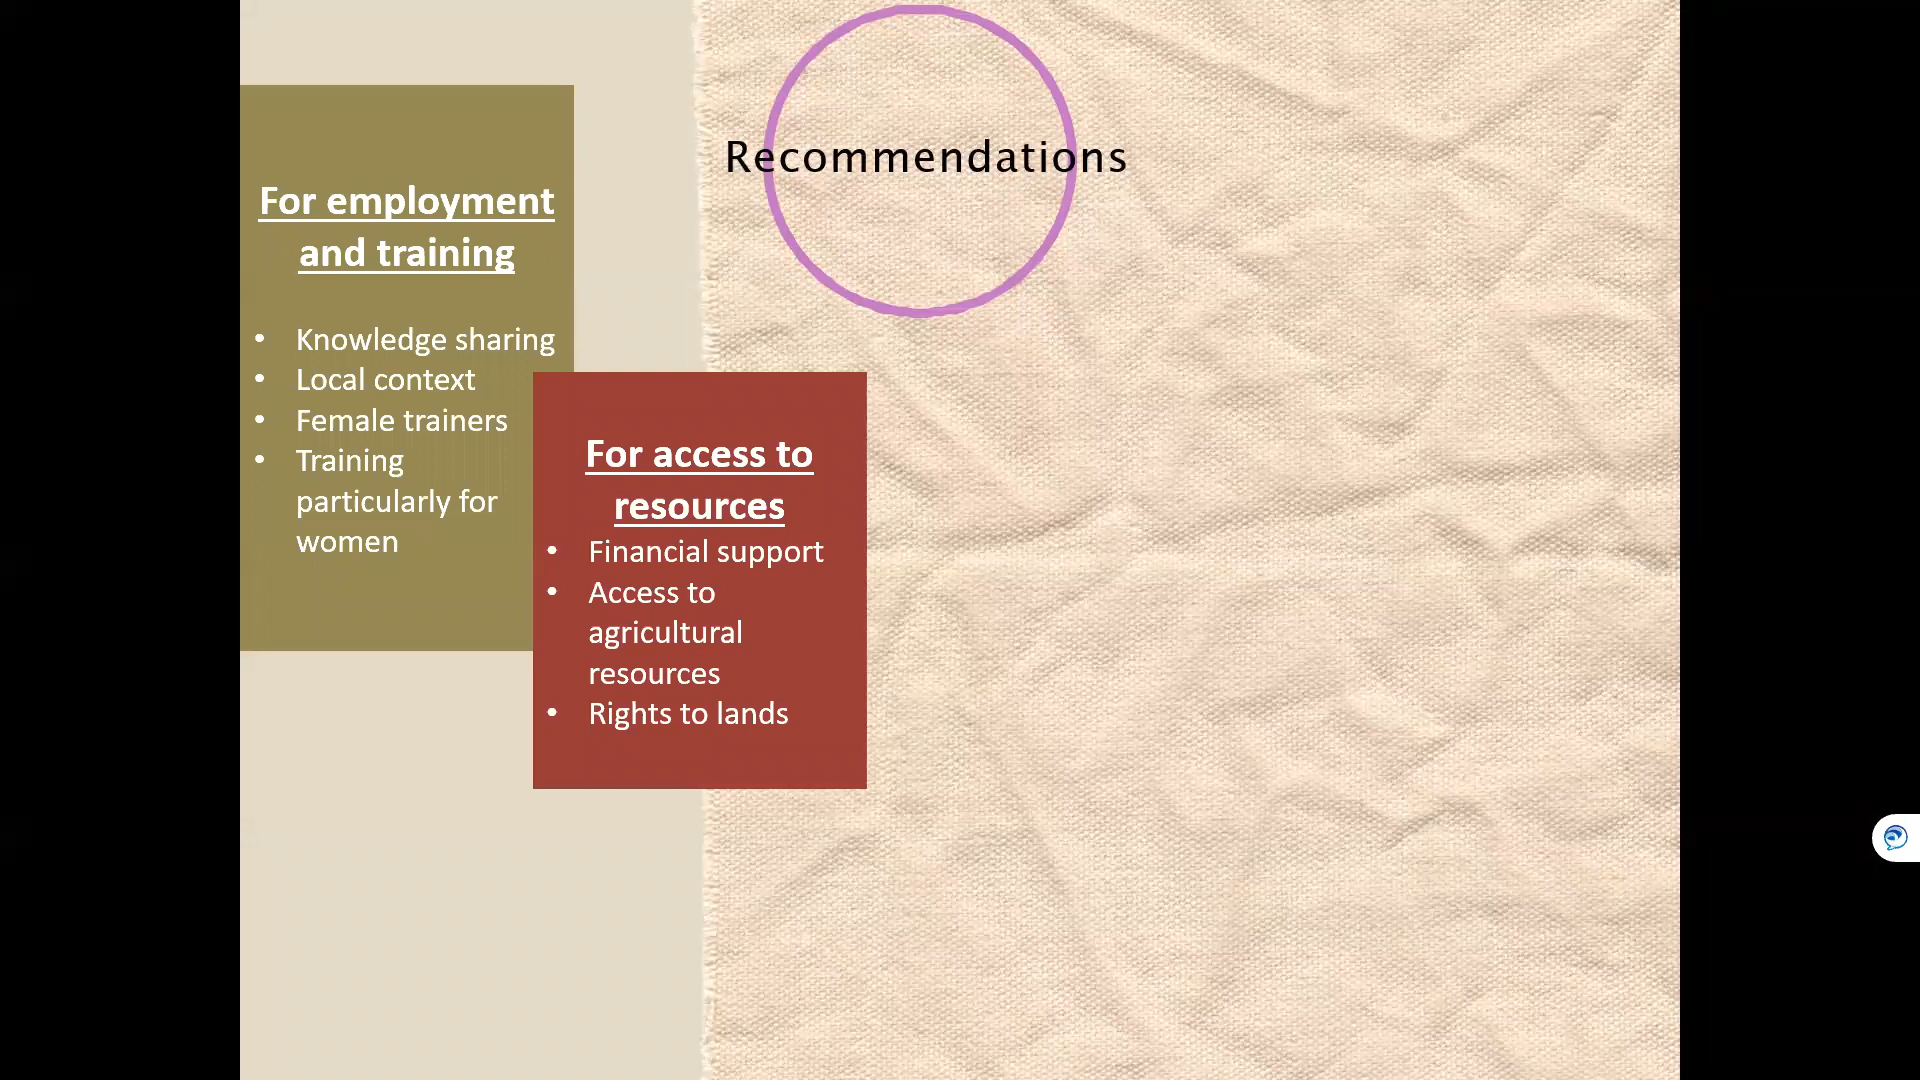 Recommendations
For employment
and training
• Knowledge sharing
• Local context
• Female trainers
• Training
particularly for
women
For access to
resources
• Financial support
• Access to
agricultural
resources
• Rights to lands